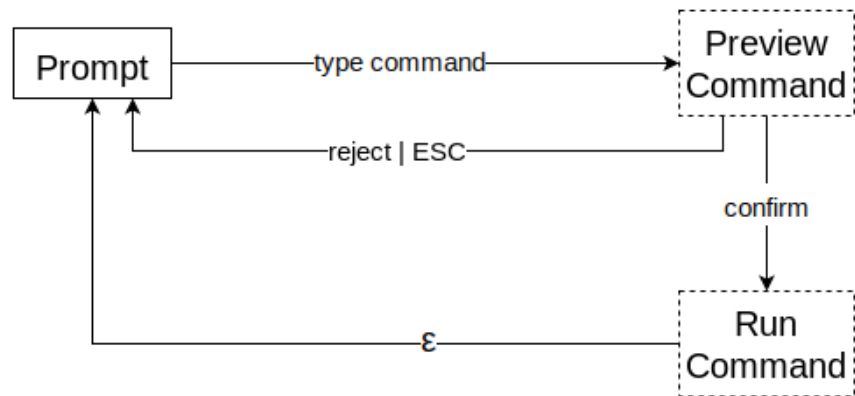 Prompt
type command
Preview
Command
reject | ESC
confirm
ε
Run
Command